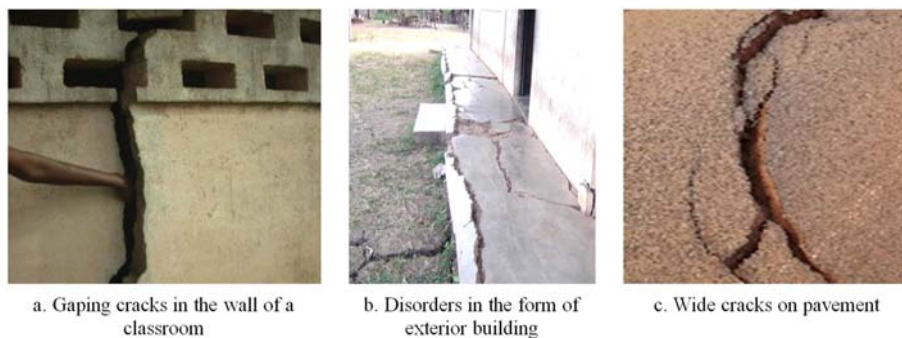 a. Gaping cracks in the wall of a
classroom
b. Disorders in the form of
exterior building
c. Wide cracks on pavement